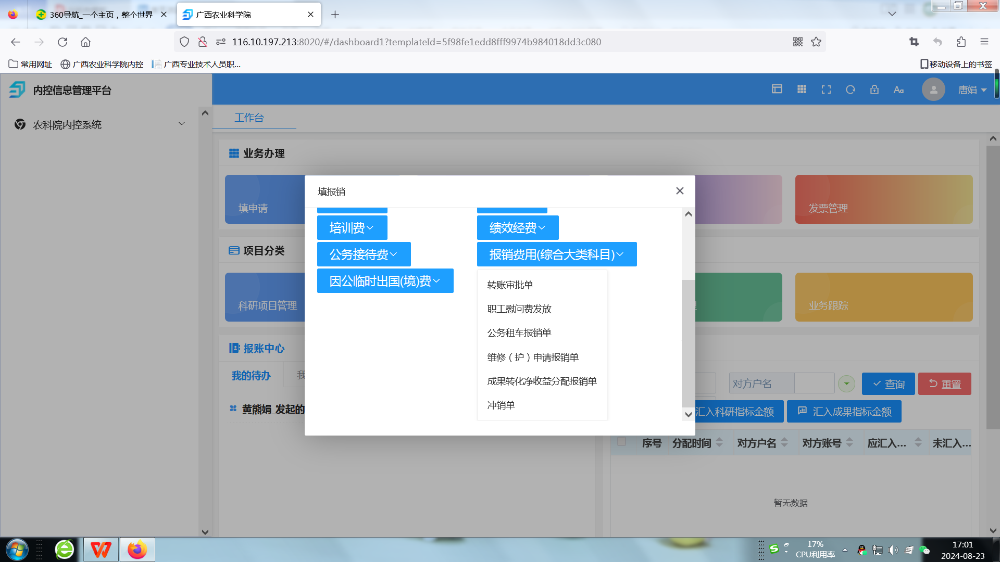 360导航_一个主页，整个世界
广西农业科学院
116.10.197.213:8020/#/dashboard1?templateId=5f98fe1edd8fff9974b984018dd3c080
常用网址
广西农业科学院内控
广西专业技术人员职...
移动设备上的书签
内控信息管理平台
Aa
唐娟
农科院内控系统
工作台
业务办理
填申请
发票管理
项目分类
科研项目管理
业务跟踪
报账中心
我的待办
黄熊娟_发起的
填报销
培训费
绩效经费
公务接待费
报销费用(综合大类科目)
因公临时出国(境)费
转账审批单
职工慰问费发放
公务租车报销单
维修（护）申请报销单
成果转化净收益分配报销单
冲销单
对方户名
查询
重置
汇入科研指标金额
汇入成果指标金额
序号 分配时间 对方户名 对方账号 应汇入... 未汇入...
暂无数据
17%
CPU利用率
17:01
2024-08-23